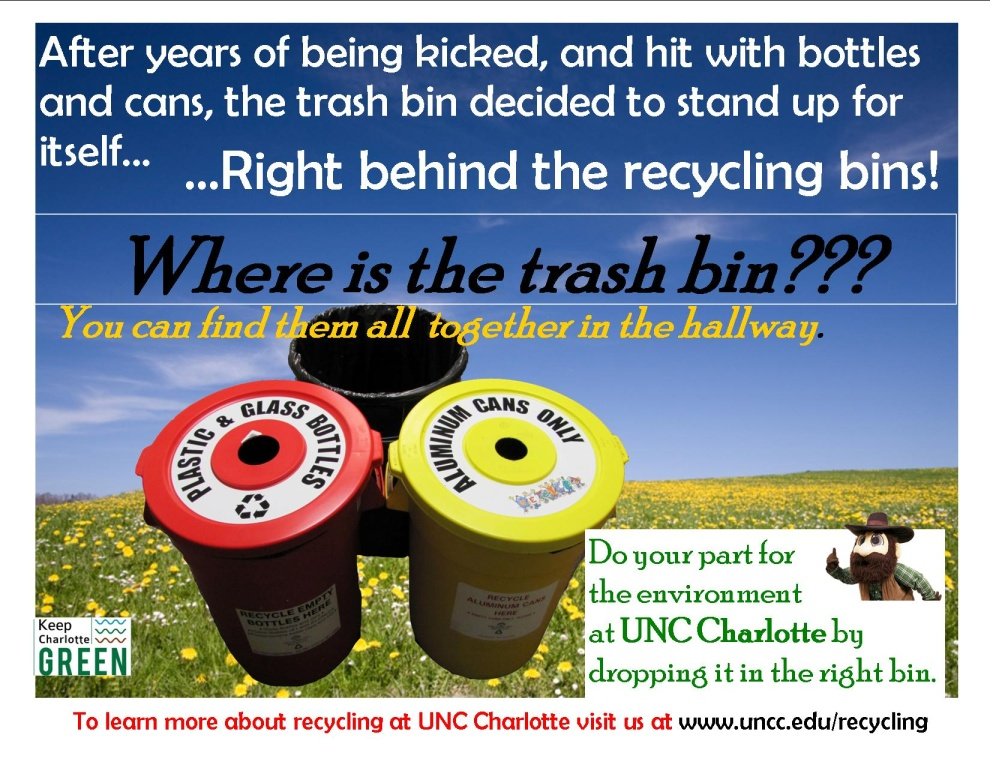 After years of being kicked, and hit with bottles
and cans, the trash bin decided to stand up for
itself...
...Right behind the recycling bins!
Where is the trash bin???
You can find them all together in the hallway.
PLASTIC & GLASS BOTTLES
ALUMINUM CANS ONLY
RECYCLE EMPTY
BOTTLES HERE
RECYCLE
ALUMINUM CANS
HERE
Do your part for
the environment
at UNC Charlotte by
dropping it in the right bin.
Keep
Charlotte
GREEN
To learn more about recycling at UNC Charlotte visit us at www.uncc.edu/recycling